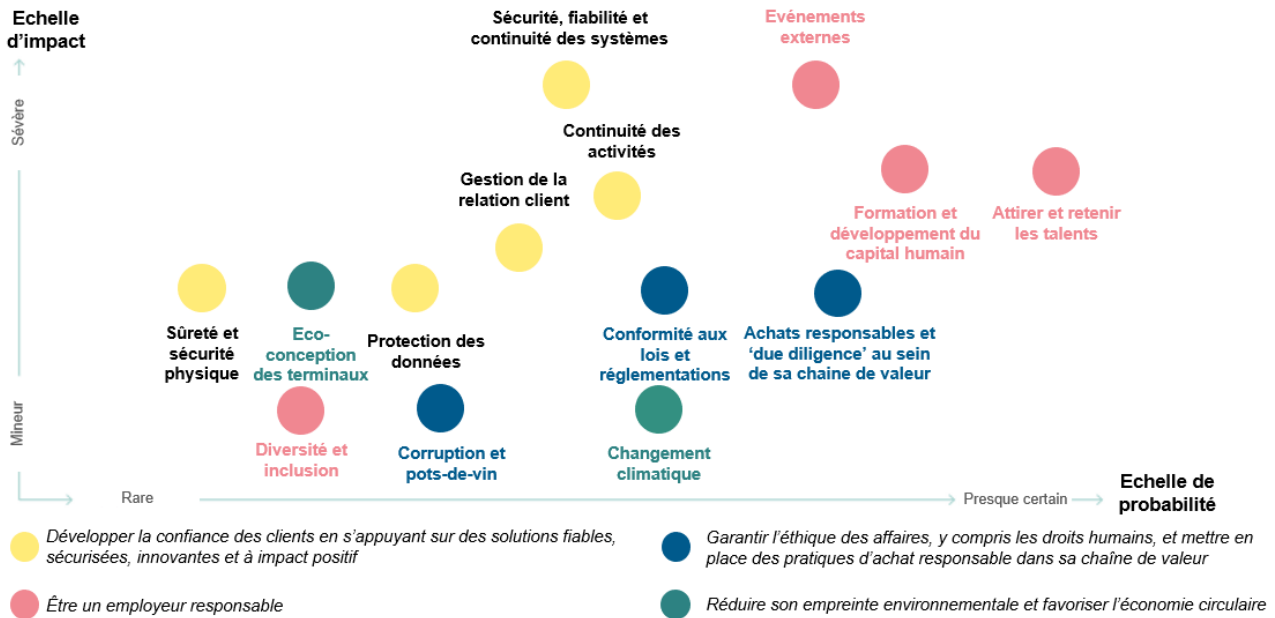 Echelle
d'impact
Sécurité, fiabilité et
continuité des systèmes
Evénements
externes
Sévère
Continuité des
activités
Gestion de la
relation client
Formation et
développement du
capital humain
Attirer et retenir
les talents
Sûreté et
sécurité
physique
Eco-
conception
des terminaux
Protection des
données
Conformité aux
lois et
réglementations
Achats responsables et
‘due diligence’ au sein
de sa chaine de valeur
Mineur
Diversité et
inclusion
Corruption et
pots-de-vin
Changement
climatique
Rare
Presque certain
Echelle de
probabilité
Développer la confiance des clients en s'appuyant sur des solutions fiables,
sécurisées, innovantes et à impact positif
Garantir l'éthique des affaires, y compris les droits humains, et mettre en
place des pratiques d'achat responsable dans sa chaîne de valeur
Être un employeur responsable
Réduire son empreinte environnementale et favoriser l'économie circulaire